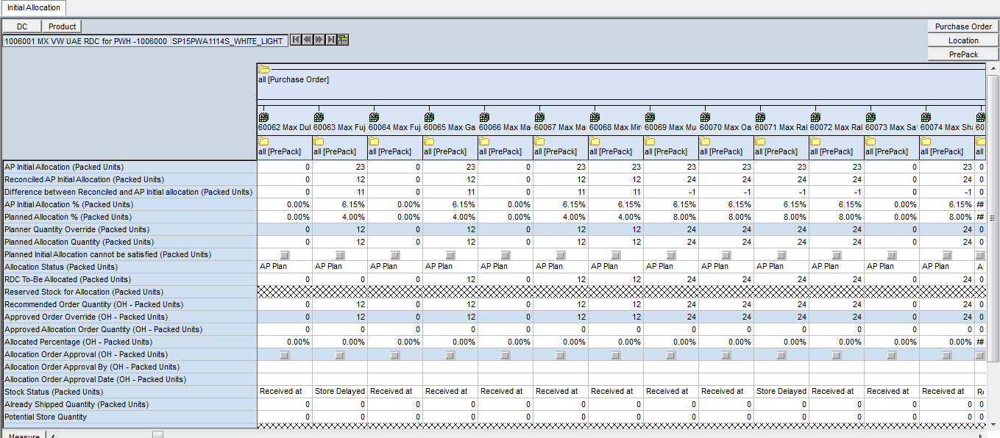 Initial Allocation
DC Product Purchase Order
1006001 MX VW UAE RDC for PWH -1006000 SP15PWA1114S_WHITE_LIGHT Location
PrePack
all [Purchase Order]
60062 Max Dul 60063 Max Fuj 60064 Max Fuj 60065 Max Ga 60066 Max Ma 60067 Max Ma 60068 Max Mir 60069 Max Mu 60070 Max Oa 60071 Max Ral 60072 Max Ral 60073 Max Sa 60074 Max Sha 60
all [PrePack] all [PrePack] all [PrePack] all [PrePack] all [PrePack] all [PrePack] all [PrePack] all [PrePack] all [PrePack] all [PrePack] all [PrePack] all [PrePack] all [PrePack] all
AP Initial Allocation (Packed Units) 0 23 0 23 0 23 23 23 23 23 23 0 23 0
Reconciled AP Initial Allocation (Packed Units) 0 12 0 12 0 12 12 24 24 24 24 0 24 0
Difference between Reconciled and AP Initial allocation (Packed Units) 0 11 0 11 0 11 11 -1 -1 -1 -1 0 -1 0
AP Initial Allocation % (Packed Units) 0.00% 6.15% 0.00% 6.15% 0.00% 6.15% 6.15% 6.15% 6.15% 6.15% 6.15% 0.00% 6.15% ##
Planned Allocation % (Packed Units) 0.00% 4.00% 0.00% 4.00% 0.00% 4.00% 4.00% 8.00% 8.00% 8.00% 8.00% 0.00% 8.00% ##
Planner Quantity Override (Packed Units) 0 12 0 12 0 12 12 24 24 24 24 0 24 0
Planned Allocation Quantity (Packed Units) 0 12 0 12 0 12 12 24 24 24 24 0 24 0
Planned Initial Allocation cannot be satisfied (Packed Units)
Allocation Status (Packed Units) AP Plan AP Plan AP Plan AP Plan AP Plan AP Plan AP Plan AP Plan AP Plan AP Plan AP Plan AP Plan AP Plan
RDC To-Be Allocated (Packed Units) 0 0 0 12 0 12 12 24 24 24 24 0 24 0
Reserved Stock for Allocation (Packed Units)
Recommended Order Quantity (OH - Packed Units) 0 12 0 12 0 12 12 24 24 24 24 0 24 0
Approved Order Override (OH - Packed Units) 0 12 0 12 0 12 12 24 24 24 24 0 24 0
Approved Allocation Order Quantity (OH - Packed Units) 0 0 0 0 0 0 0 0 0 0 0 0 0 0
Allocated Percentage (OH - Packed Units) 0.00% 0.00% 0.00% 0.00% 0.00% 0.00% 0.00% 0.00% 0.00% 0.00% 0.00% 0.00% 0.00% ##
Allocation Order Approval (OH - Packed Units)
Allocation Order Approval By (OH - Packed Units)
Allocation Order Approval Date (OH - Packed Units)
Stock Status (Packed Units) Received at Store Delayed Received at Received at Received at Received at Received at Received at Received at Store Delayed Received at Received at Received at
Already Shipped Quantity (Packed Units) 0 0 0 0 0 0 0 0 0 0 0 0 0 0
Potential Store Quantity 0 0 0 0 0 0 0 0 0 0 0 0 0 0
Measure